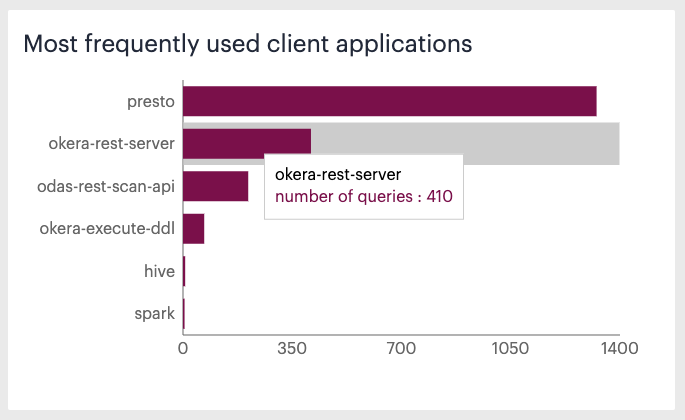 Most frequently used client applications
presto
okera-rest-server
okera-rest-server
number of queries : 410
odas-rest-scan-api
okera-execute-ddl
hive
spark
0 350 700 1050 1400